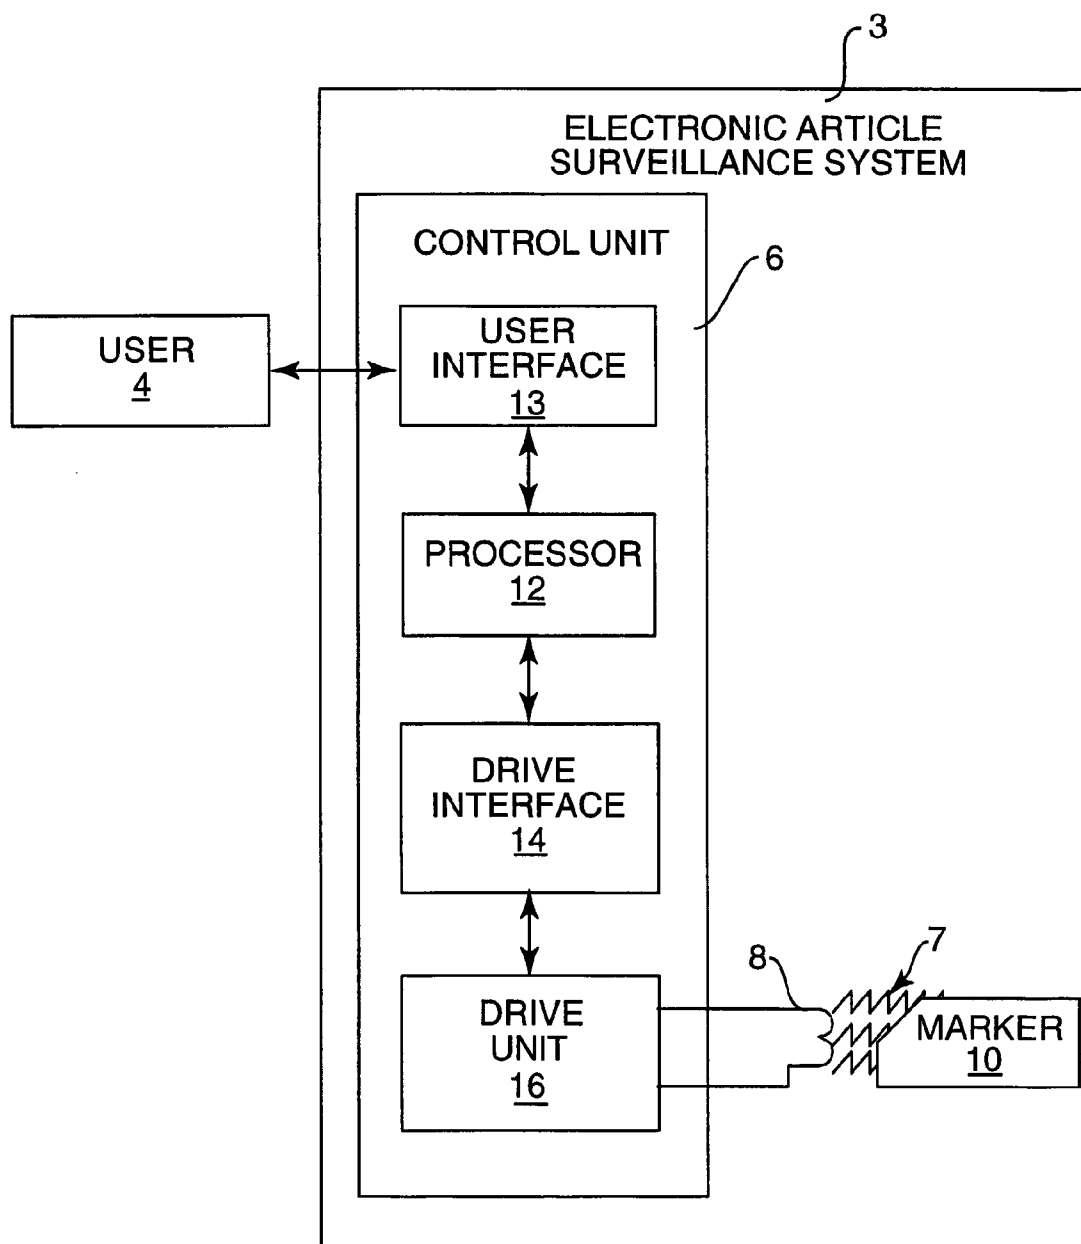 3
ELECTRONIC ARTICLE
SURVEILLANCE SYSTEM
CONTROL UNIT
6
USER
4
USER
INTERFACE
13
PROCESSOR
12
DRIVE
INTERFACE
14
DRIVE
UNIT
16
8
7
MARKER
10